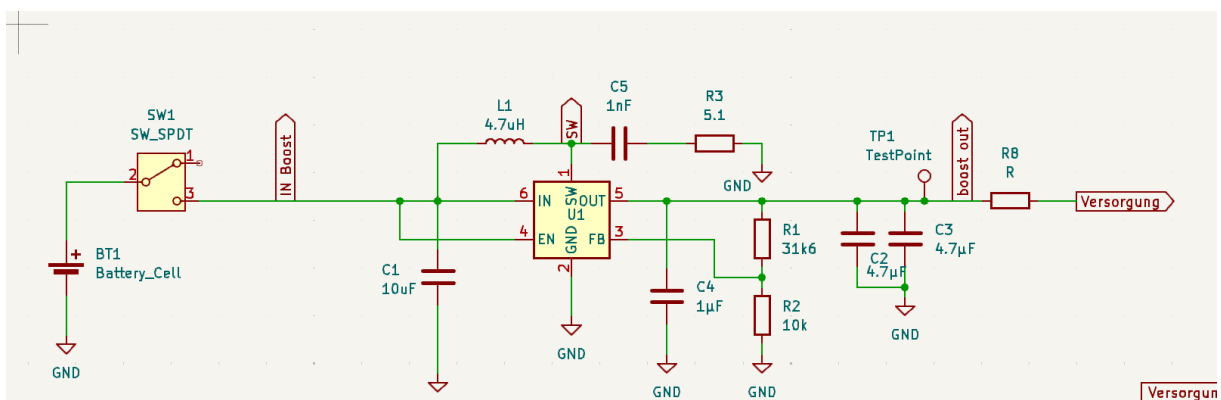 SW1
SW_SPDT
1
2
3
BT1
Battery_Cell
+
GND
IN Boost
L1
4.7uH
SW
C5
1nF
R3
5.1
GND
C1
10uF
1
6
IN
SW
OUT
5
U1
4
EN
GND
FB
3
2
GND
C4
1µF
GND
R1
31k6
R2
10k
GND
TP1
TestPoint
boost out
R8
R
Versorgung
C2
4.7µF
C3
4.7µF
GND
Versorgun